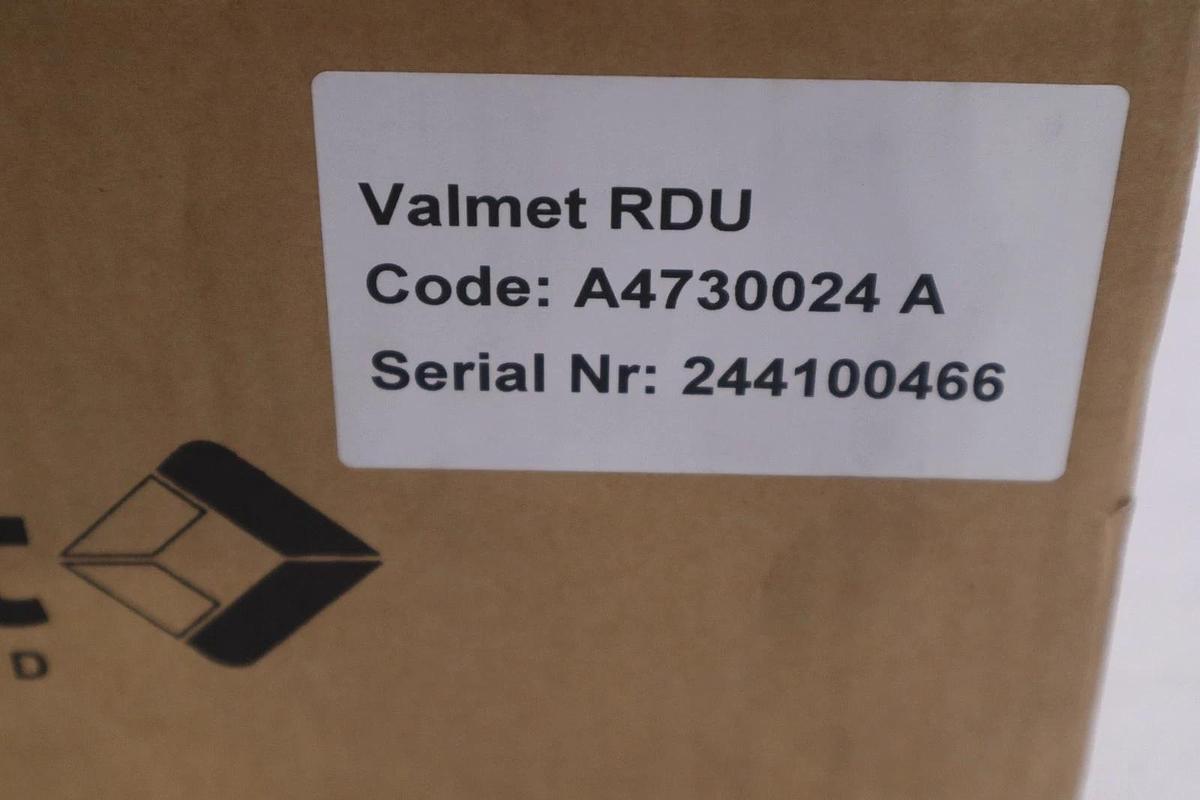 Valmet RDU
Code: A4730024 A
Serial Nr: 244100466
D